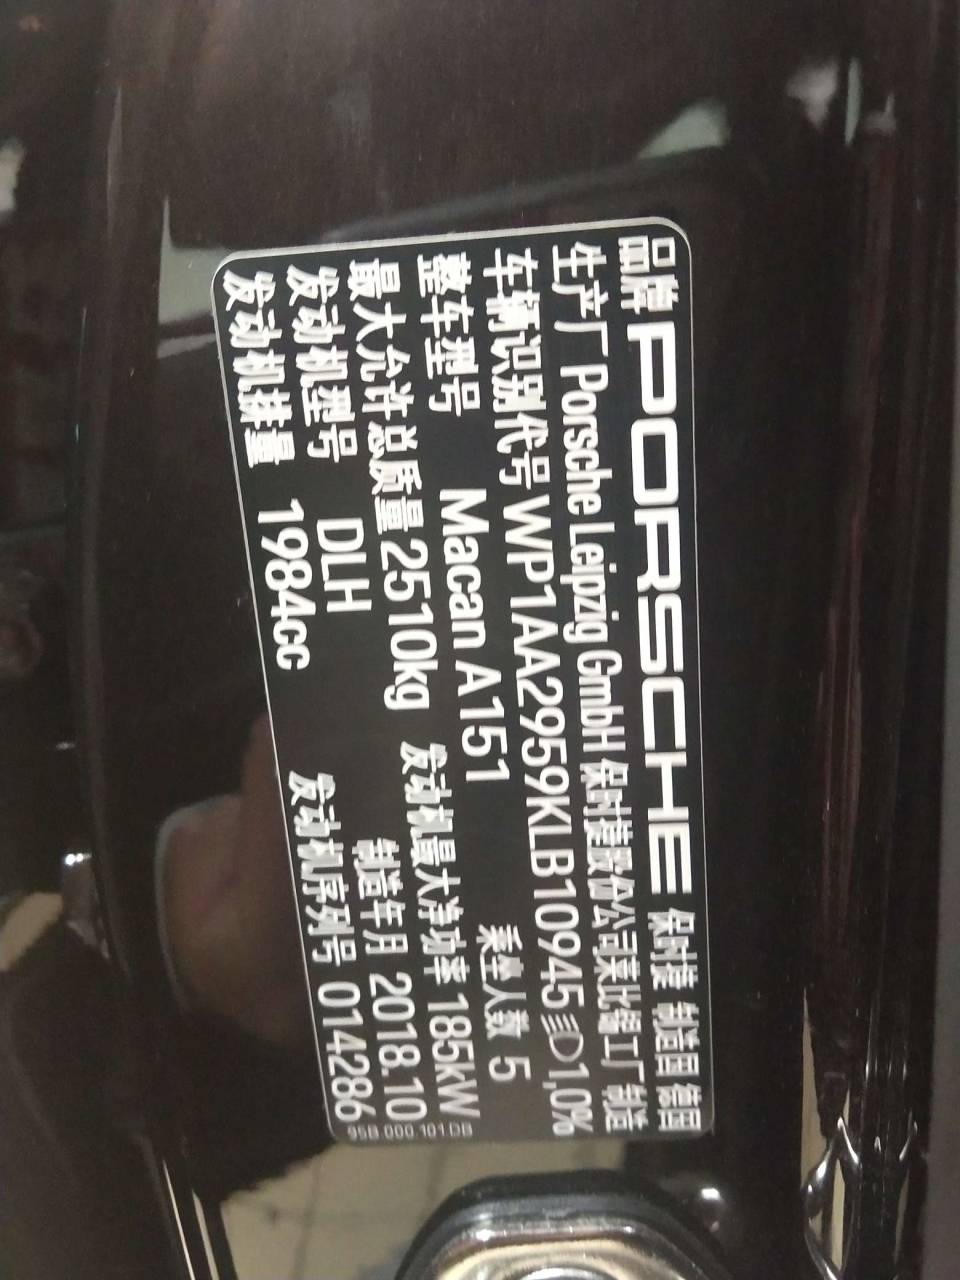 品牌 PORSCHE 保时捷 制造国 德国
生产厂 Porsche Leipzig GmbH 保时捷股份公司莱比锡工厂 制造
车辆识别代号 WP1AA2959KLB10945 1,0%
整车型号 Macan A151 乘坐人数 5
最大允许总质量 2510kg 发动机最大净功率 185kW
发动机型号 DLH 制造年月 2018.10
发动机排量 1984cc 发动机序列号 014286
95B.000.101.DB